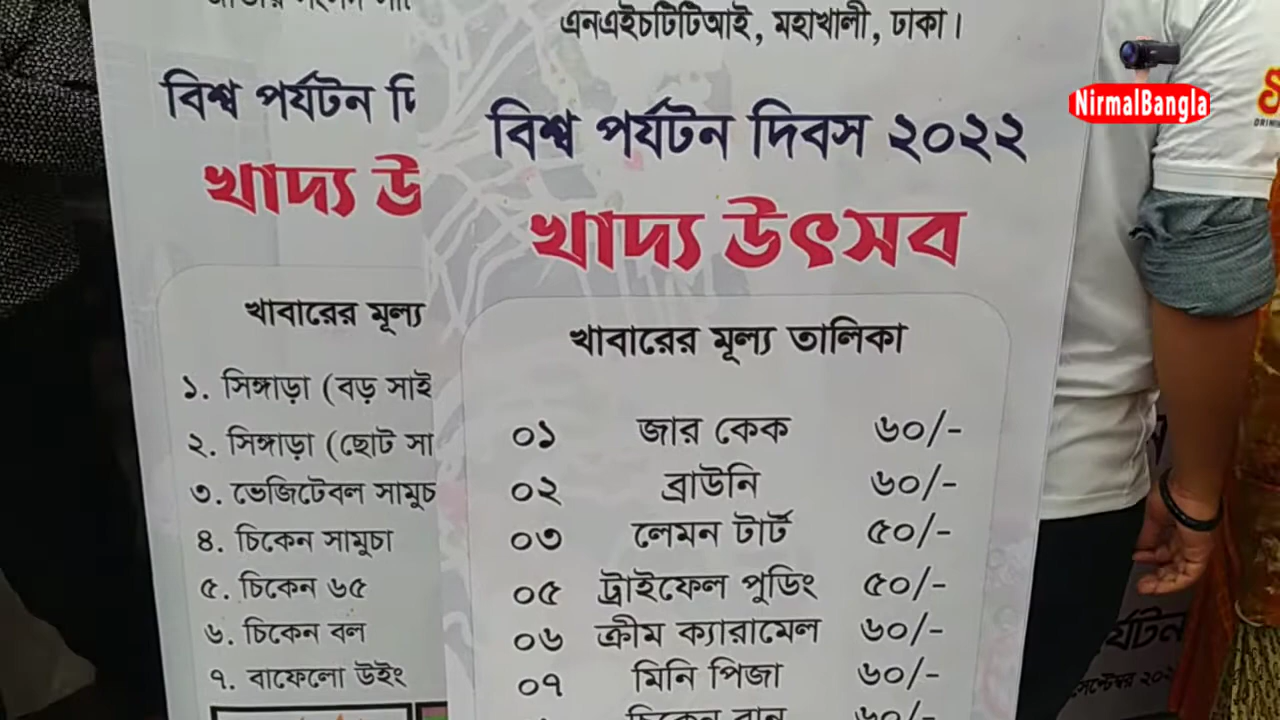 বিশ্ব পর্যটন
খাদ্য উ
খাবারের মূল্য
১. সিঙ্গাড়া (বড় সাই
২. সিঙ্গাড়া (ছোট সা
৩. ভেজিটেবল সামুচ
৪. চিকেন সামুচা
৫. চিকেন ৬৫
৬. চিকেন বল
৭. বাফেলো উইং
এনএইচটিটিআই, মহাখালী, ঢাকা।
বিশ্ব পর্যটন দিবস ২০২২
খাদ্য উৎসব
খাবারের মূল্য তালিকা
০১ জার কেক ৬০/-
০২ ব্রাউনি ৬০/-
০৩ লেমন টার্ট ৫০/-
০৫ ট্রাইফেল পুডিং ৫০/-
০৬ ক্রীম ক্যারামেল ৬০/-
০৭ মিনি পিজা ৬০/-
চিকেন বান ৬০/-
NirmalBangla